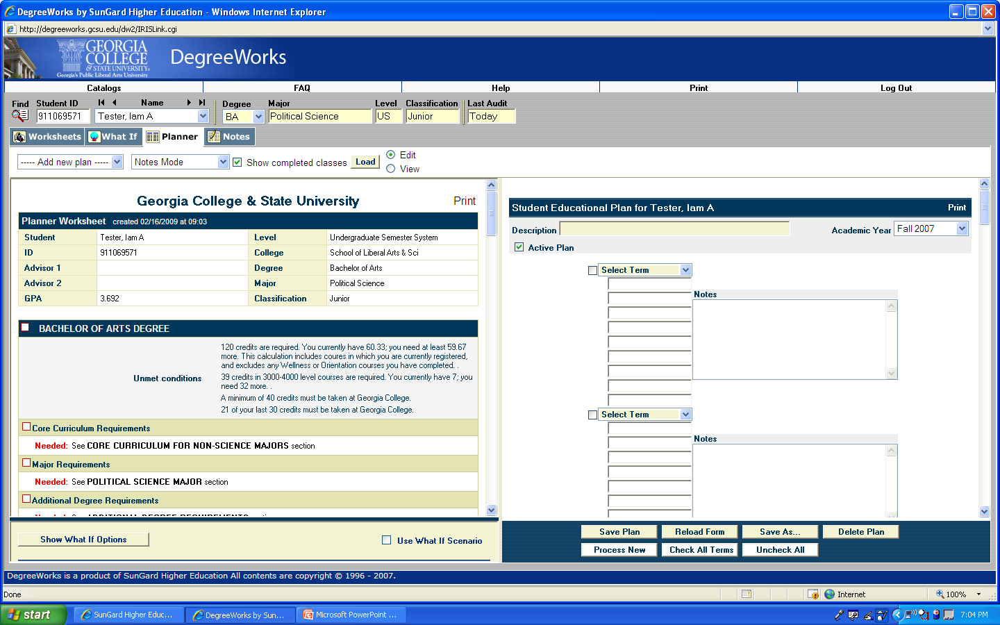 DegreeWorks by SunGard Higher Education - Windows Internet Explorer
http://degreeworks.gcsu.edu/dw2/IRISLink.cgi
GEORGIA
COLLEGE
& STATE UNIVERSITY
Georgia's Public Liberal Arts University
DegreeWorks
Catalogs FAQ Help Print Log Out
Find Student ID Name Degree Major Level Classification Last Audit
911069571 Tester, Iam A BA Political Science US Junior Today
Worksheets What If Planner Notes
----- Add new plan ----- Notes Mode Show completed classes Load Edit
View
Georgia College & State University Print
Planner Worksheet created 02/16/2009 at 09:03
Student Tester, Iam A Level Undergraduate Semester System
ID 911069571 College School of Liberal Arts & Sci
Advisor 1 Degree Bachelor of Arts
Advisor 2 Major Political Science
GPA 3.692 Classification Junior
BACHELOR OF ARTS DEGREE
Unmet conditions
120 credits are required. You currently have 60.33; you need at least 59.67
more. This calculation includes coures in which you are currently registered,
and excludes any Wellness or Orientation courses you have completed. .
39 credits in 3000-4000 level courses are required. You currently have 7; you
need 32 more. .
A minimum of 40 credits must be taken at Georgia College.
21 of your last 30 credits must be taken at Georgia College.
Core Curriculum Requirements
Needed: See CORE CURRICULUM FOR NON-SCIENCE MAJORS section
Major Requirements
Needed: See POLITICAL SCIENCE MAJOR section
Additional Degree Requirements
Needed: See ADDITIONAL DEGREE REQUIREMENTS section
Show What If Options Use What If Scenario
Student Educational Plan for Tester, Iam A Print
Description Academic Year Fall 2007
Active Plan
Select Term
Notes
Select Term
Notes
Save Plan Reload Form Save As... Delete Plan
Process New Check All Terms Uncheck All
DegreeWorks is a product of SunGard Higher Education All contents are copyright © 1996 - 2007.
Done Internet 100%
start SunGard Higher Educ... DegreeWorks by Sun... Microsoft PowerPoint ... 7:04 PM